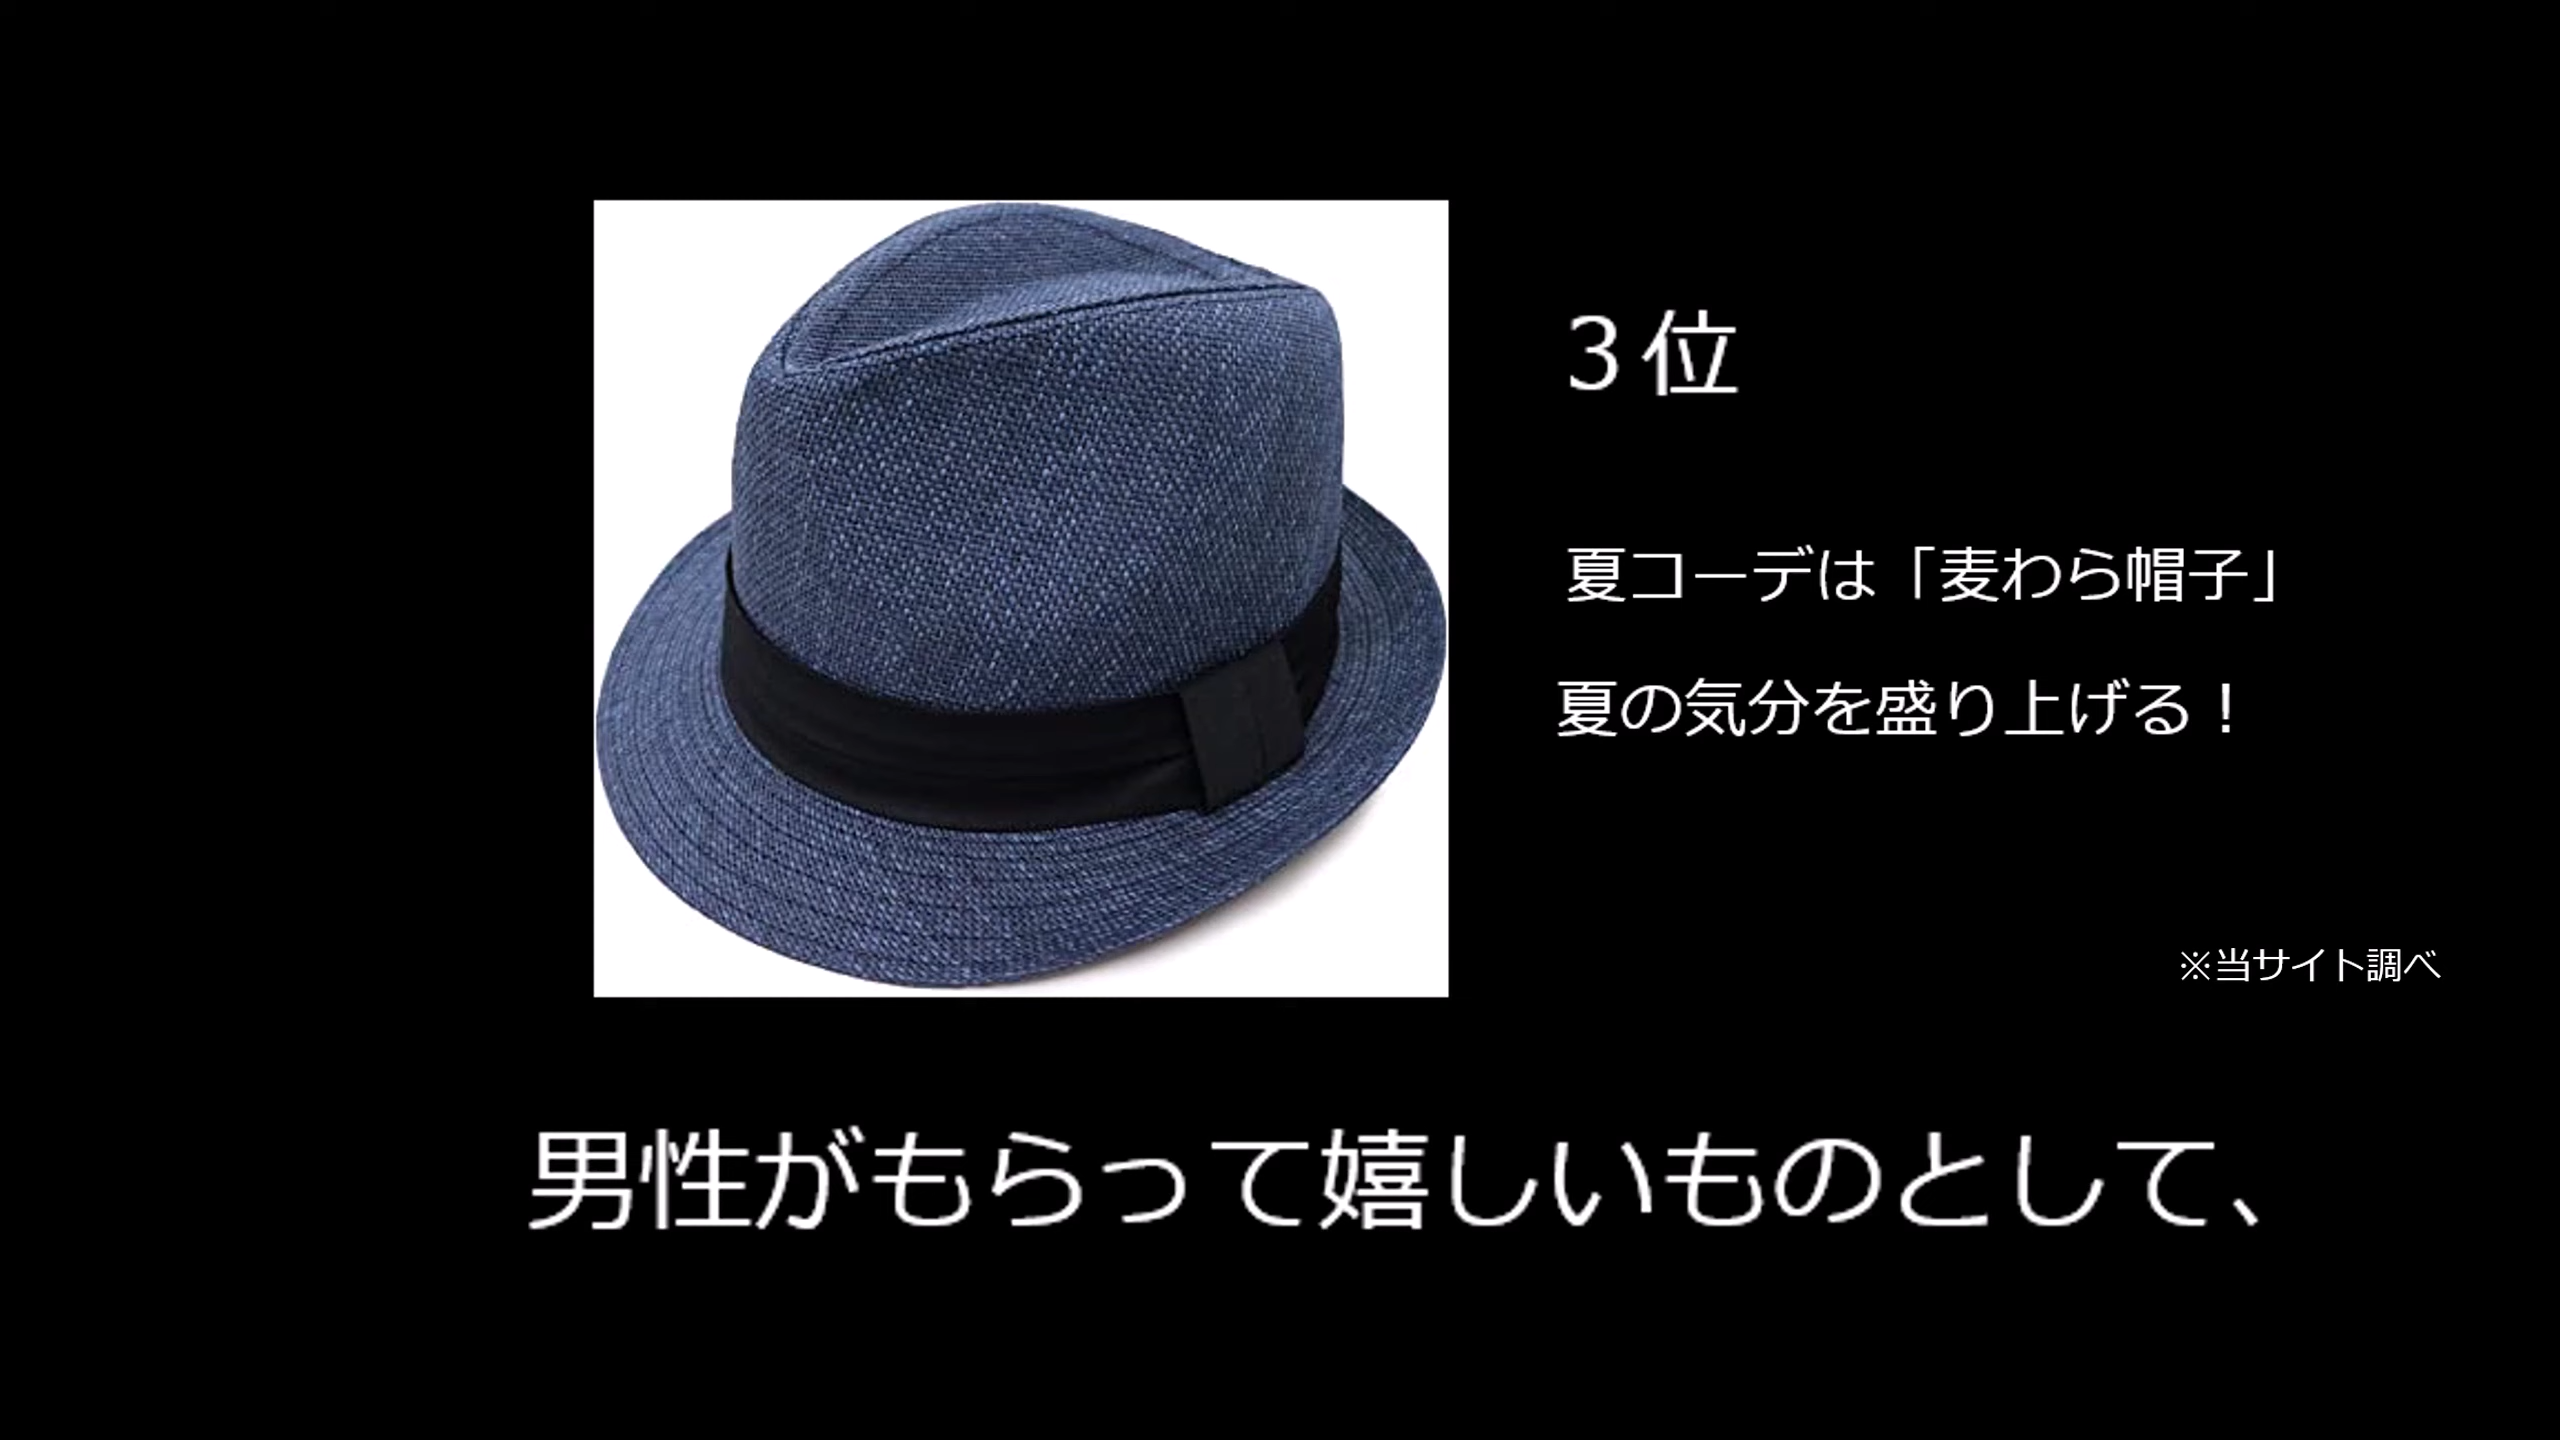 ３位
夏コーデは「麦わら帽子」
夏の気分を盛り上げる！
※当サイト調べ
男性がもらって嬉しいものとして、